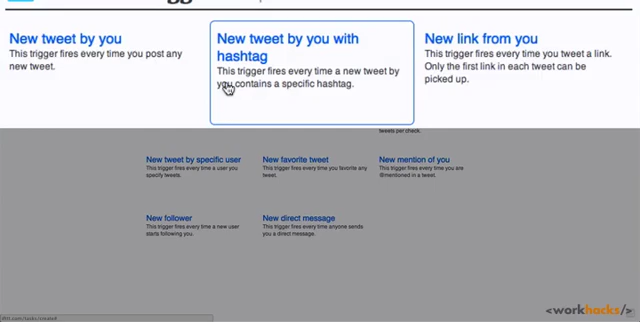 New tweet by you
This trigger fires every time you post any
new tweet.
New tweet by you with
hashtag
This trigger fires every time a new tweet by
you contains a specific hashtag.
New link from you
This trigger fires every time you tweet a link.
Only the first link in each tweet can be
picked up.
tweets per check.
New tweet by specific user
This trigger fires every time a user you
specify tweets.
New favorite tweet
This trigger fires every time you favorite any
tweet.
New mention of you
This trigger fires every time you are
@mentioned in a tweet.
New follower
This trigger fires every time a new user
starts following you.
New direct message
This trigger fires every time anyone sends
you a direct message.
ifttt.com/tasks/create#
<workhacks/>